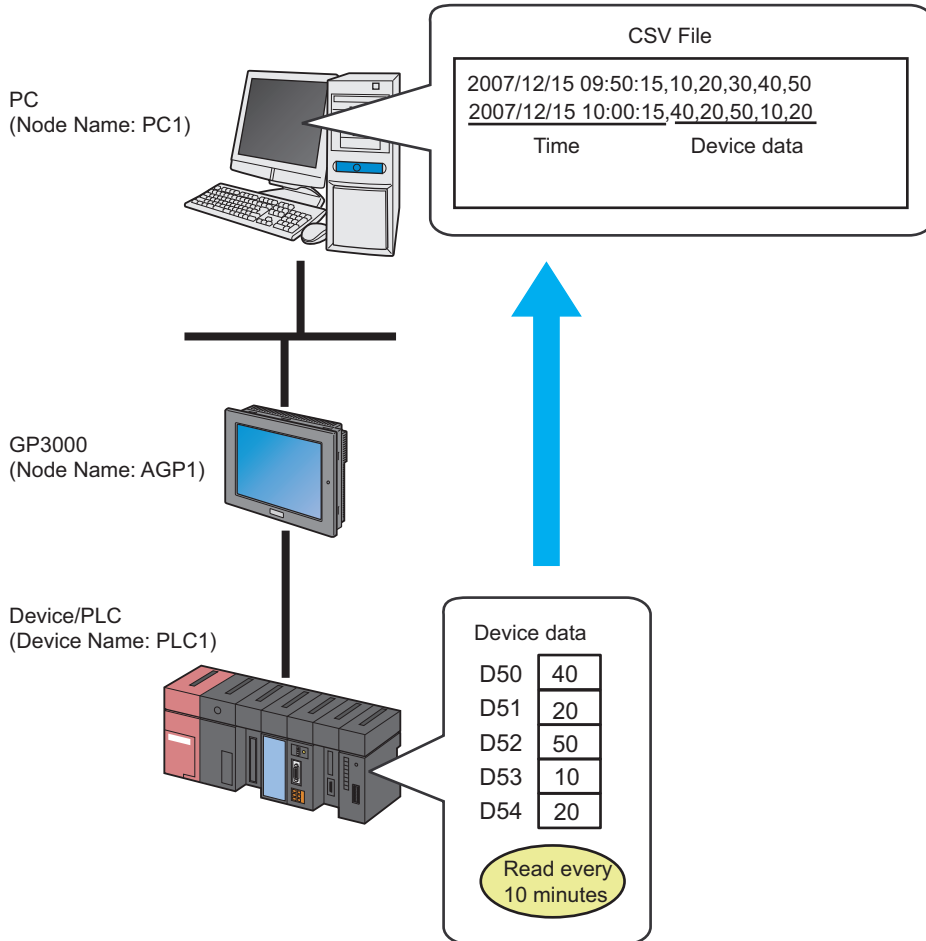 CSV File
2007/12/15 09:50:15,10,20,30,40,50
2007/12/15 10:00:15,40,20,50,10,20
Time Device data
PC
(Node Name: PC1)
GP3000
(Node Name: AGP1)
Device/PLC
(Device Name: PLC1)
Device data
D50 40
D51 20
D52 50
D53 10
D54 20
Read every
10 minutes